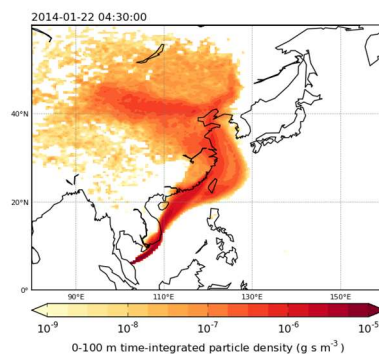 2014-01-22 04:30:00
40°N
20°N
0°
90°E
110°E
130°E
150°E
10⁻⁹
10⁻⁸
10⁻⁷
10⁻⁶
10⁻⁵
0-100 m time-integrated particle density (g s m⁻³)